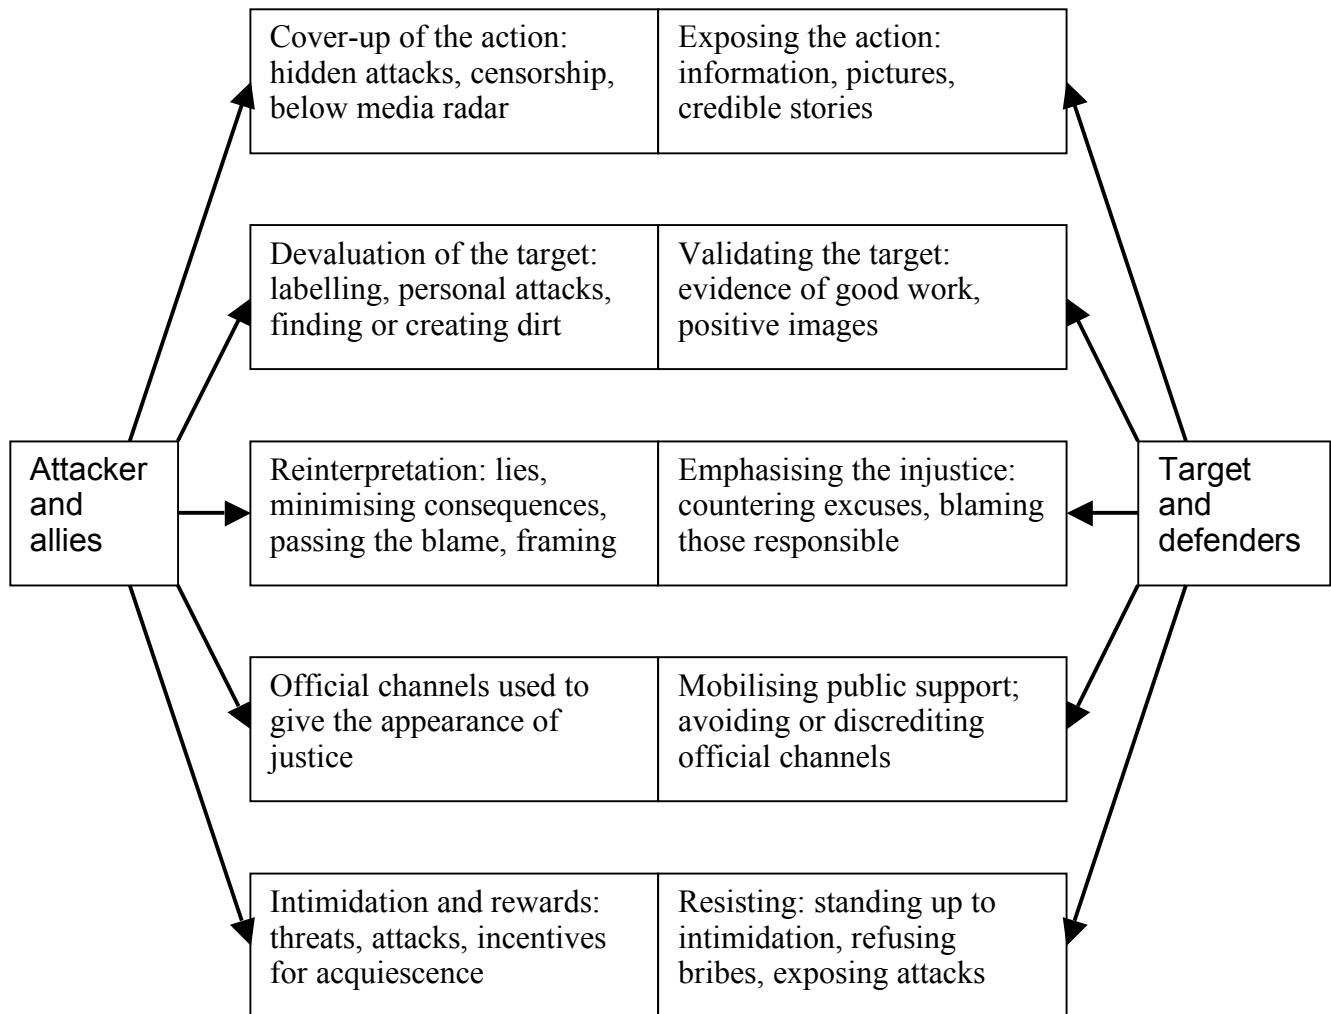 Cover-up of the action:
hidden attacks, censorship,
below media radar
Exposing the action:
information, pictures,
credible stories
Devaluation of the target:
labelling, personal attacks,
finding or creating dirt
Validating the target:
evidence of good work,
positive images
Attacker
and
allies
Reinterpretation: lies,
minimising consequences,
passing the blame, framing
Emphasising the injustice:
countering excuses, blaming
those responsible
Target
and
defenders
Official channels used to
give the appearance of
justice
Mobilising public support;
avoiding or discrediting
official channels
Intimidation and rewards:
threats, attacks, incentives
for acquiescence
Resisting: standing up to
intimidation, refusing
bribes, exposing attacks